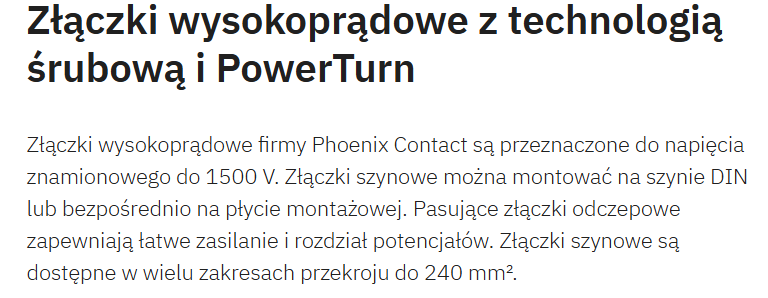 Złączki wysokoprądowe z technologią
śrubową i PowerTurn
Złączki wysokoprądowe firmy Phoenix Contact są przeznaczone do napięcia
znamionowego do 1500 V. Złączki szynowe można montować na szynie DIN
lub bezpośrednio na płycie montażowej. Pasujące złączki odczepowe
zapewniają łatwe zasilanie i rozdział potencjałów. Złączki szynowe są
dostępne w wielu zakresach przekroju do 240 mm².